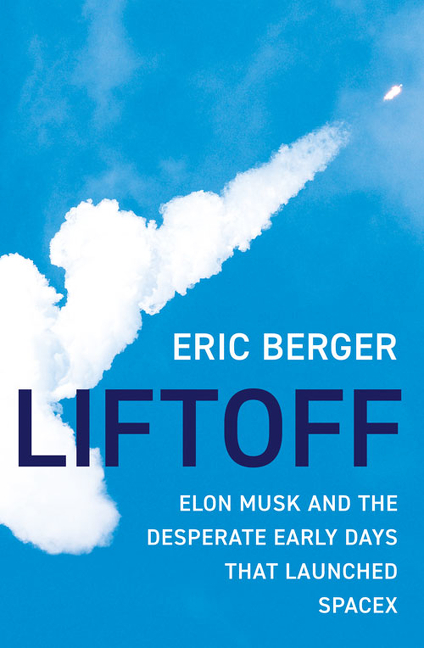 ERIC BERGER
LIFTOFF
ELON MUSK AND THE
DESPERATE EARLY DAYS
THAT LAUNCHED
SPACEX